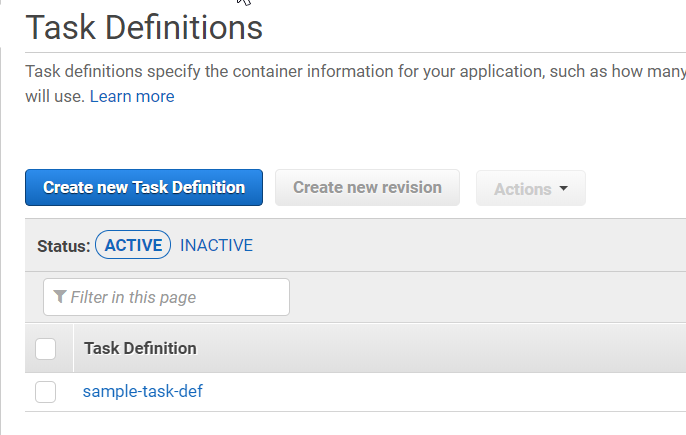 Task Definitions
Task definitions specify the container information for your application, such as how many
will use. Learn more
Create new Task Definition Create new revision Actions
Status: ACTIVE INACTIVE
Filter in this page
Task Definition
sample-task-def